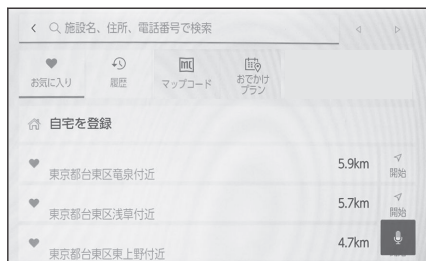 施設名、住所、電話番号で検索
お気に入り
履歴
MC
マップコード
おでかけ
プラン
自宅を登録
5.9km
開始
東京都台東区竜泉付近
5.7km
開始
東京都台東区浅草付近
4.7km
開始
東京都台東区東上野付近